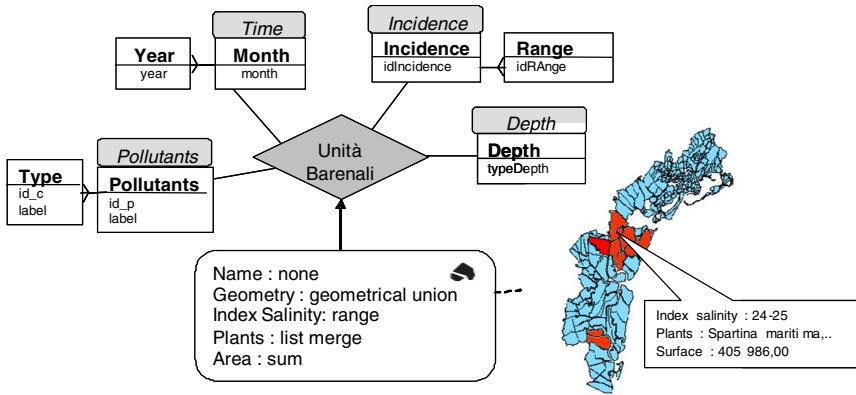 Time
Year
year
Month
month
Incidence
Incidence
idIncidence
Range
idRAnge
Depth
Depth
typeDepth
Unità
Barenali
Pollutants
Type
id_c
label
Pollutants
id_p
label
Name : none
Geometry : geometrical union
Index Salinity: range
Plants : list merge
Area : sum
Index salinity : 24-25
Plants : Spartina mariti ma,..
Surface : 405 986,00